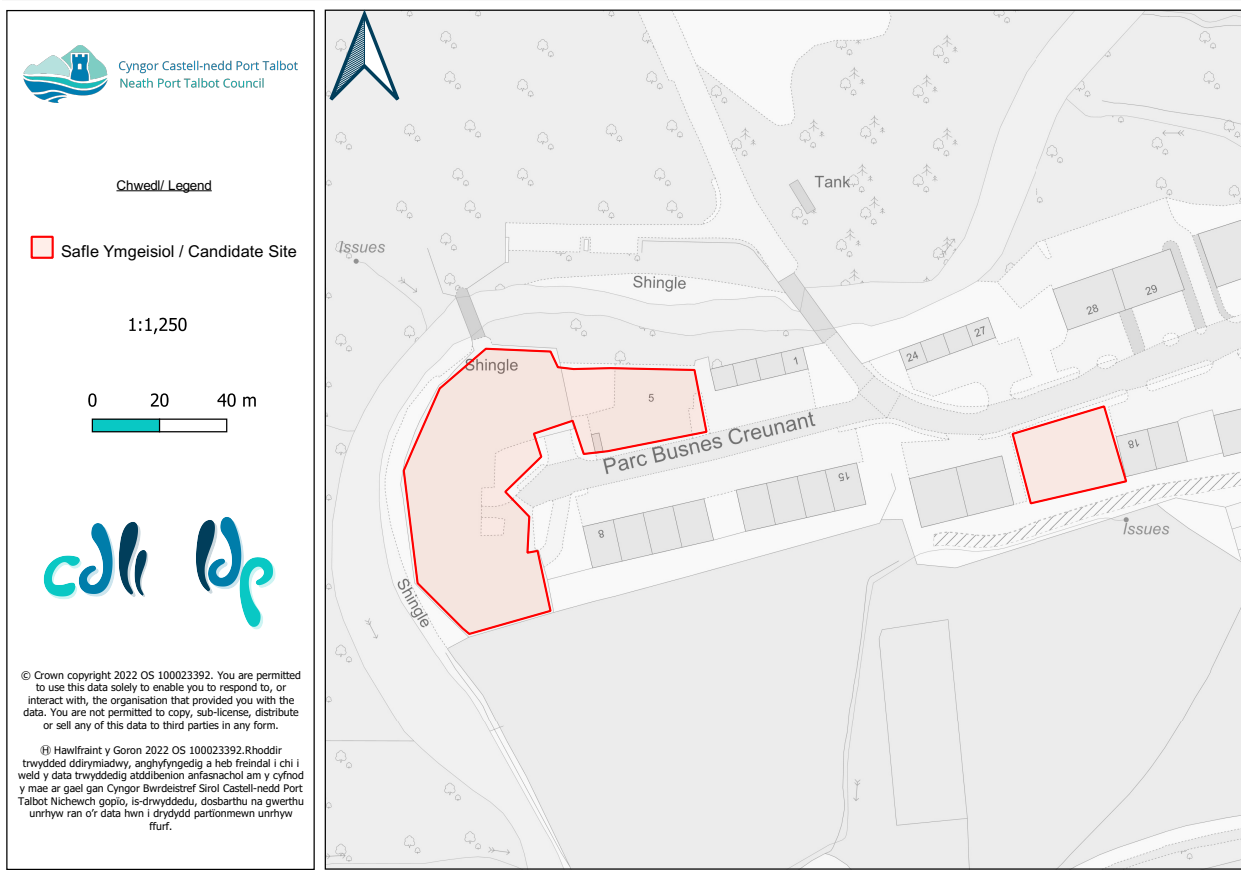 Cyngor Castell-nedd Port Talbot
Neath Port Talbot Council
Chwedl/ Legend
Safle Ymgeisiol / Candidate Site
1:1,250
0 20 40 m
cdll ldp
© Crown copyright 2022 OS 100023392. You are permitted
to use this data solely to enable you to respond to, or
interact with, the organisation that provided you with the
data. You are not permitted to copy, sub-license, distribute
or sell any of this data to third parties in any form.
Ⓗ Hawlfraint y Goron 2022 OS 100023392.Rhoddir
trwydded ddirymiadwy, anghyfyngedig a heb freindal i chi i
weld y data trwyddedig atddibenion anfasnachol am y cyfnod
y mae ar gael gan Cyngor Bwrdeistref Sirol Castell-nedd Port
Talbot Nichewch gopïo, is-drwyddedu, dosbarthu na gwerthu
unrhyw ran o'r data hwn i drydydd partïonmewn unrhyw
ffurf.
Tank
Issues
Shingle
29
28
27
24
1
Shingle
5
Parc Busnes Creunant
18
15
8
Issues
Shingle